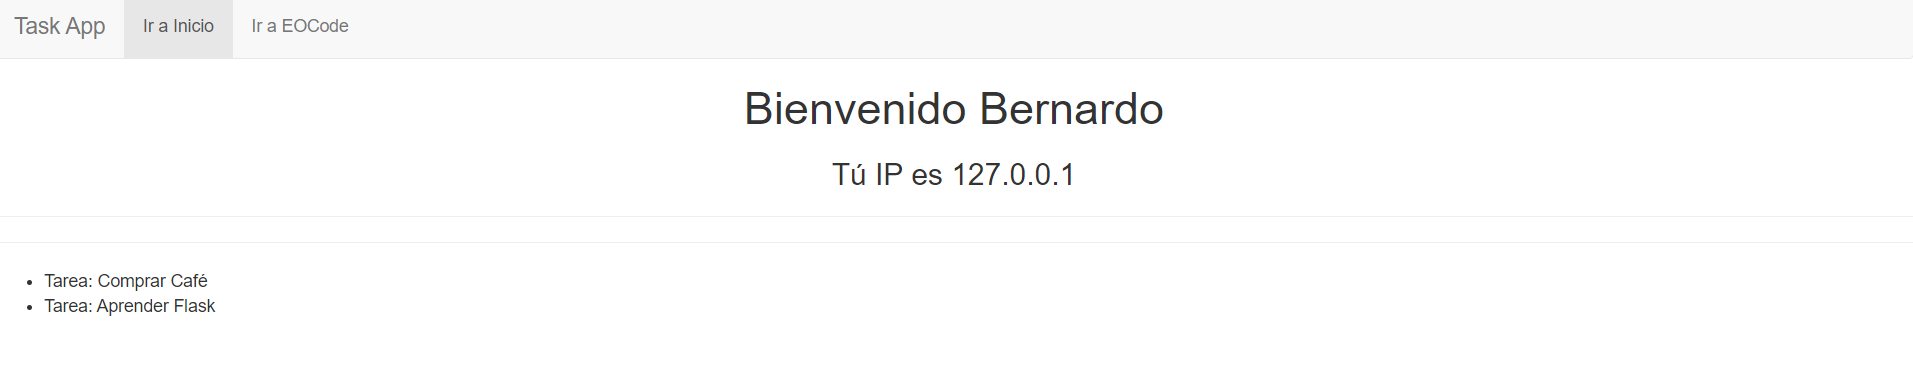 Task App Ir a Inicio Ir a EOCode
Bienvenido Bernardo
Tú IP es 127.0.0.1
Tarea: Comprar Café
Tarea: Aprender Flask